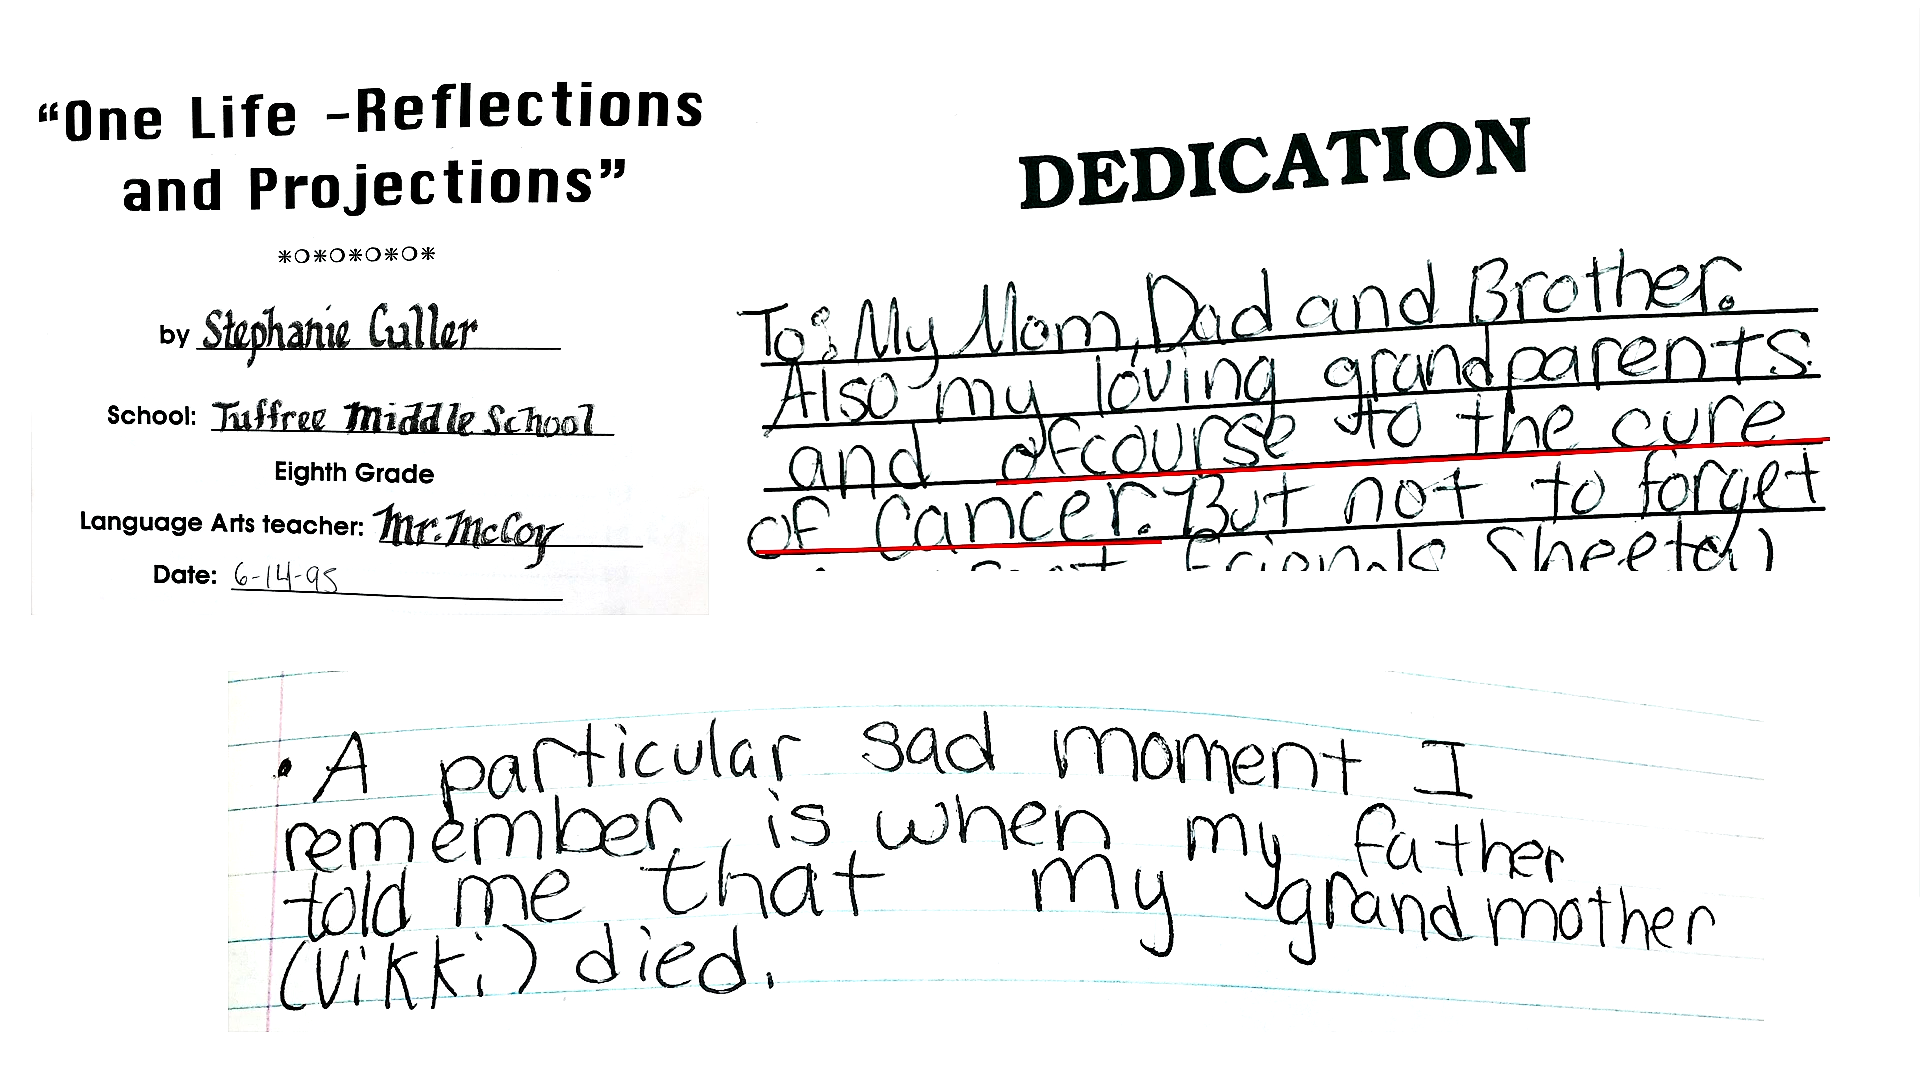 “One Life –Reflections
and Projections”
by Stephanie Culler
School: Tuffree Middle School
Eighth Grade
Language Arts teacher: Mr. McCoy
Date: 6-14-95
DEDICATION
To: My Mom, Dad and Brother.
Also my loving grandparents.
and ofcourse to the cure
of Cancer. But not to forget
friends Sheetal
• A particular sad moment I
remember, is when my father
told me that my grandmother
(Vikki) died.